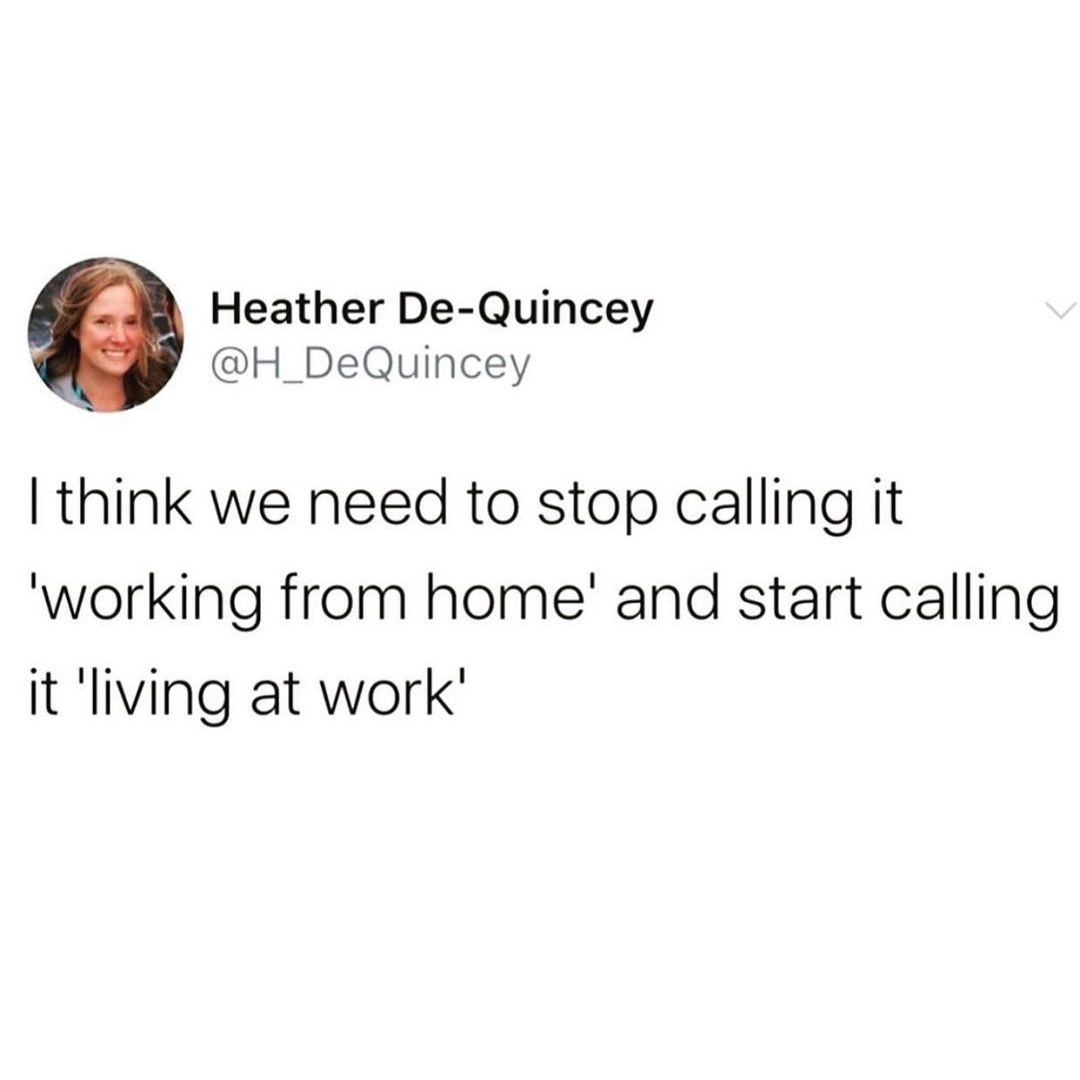 Heather De-Quincey
@H_DeQuincey
I think we need to stop calling it
'working from home' and start calling
it 'living at work'